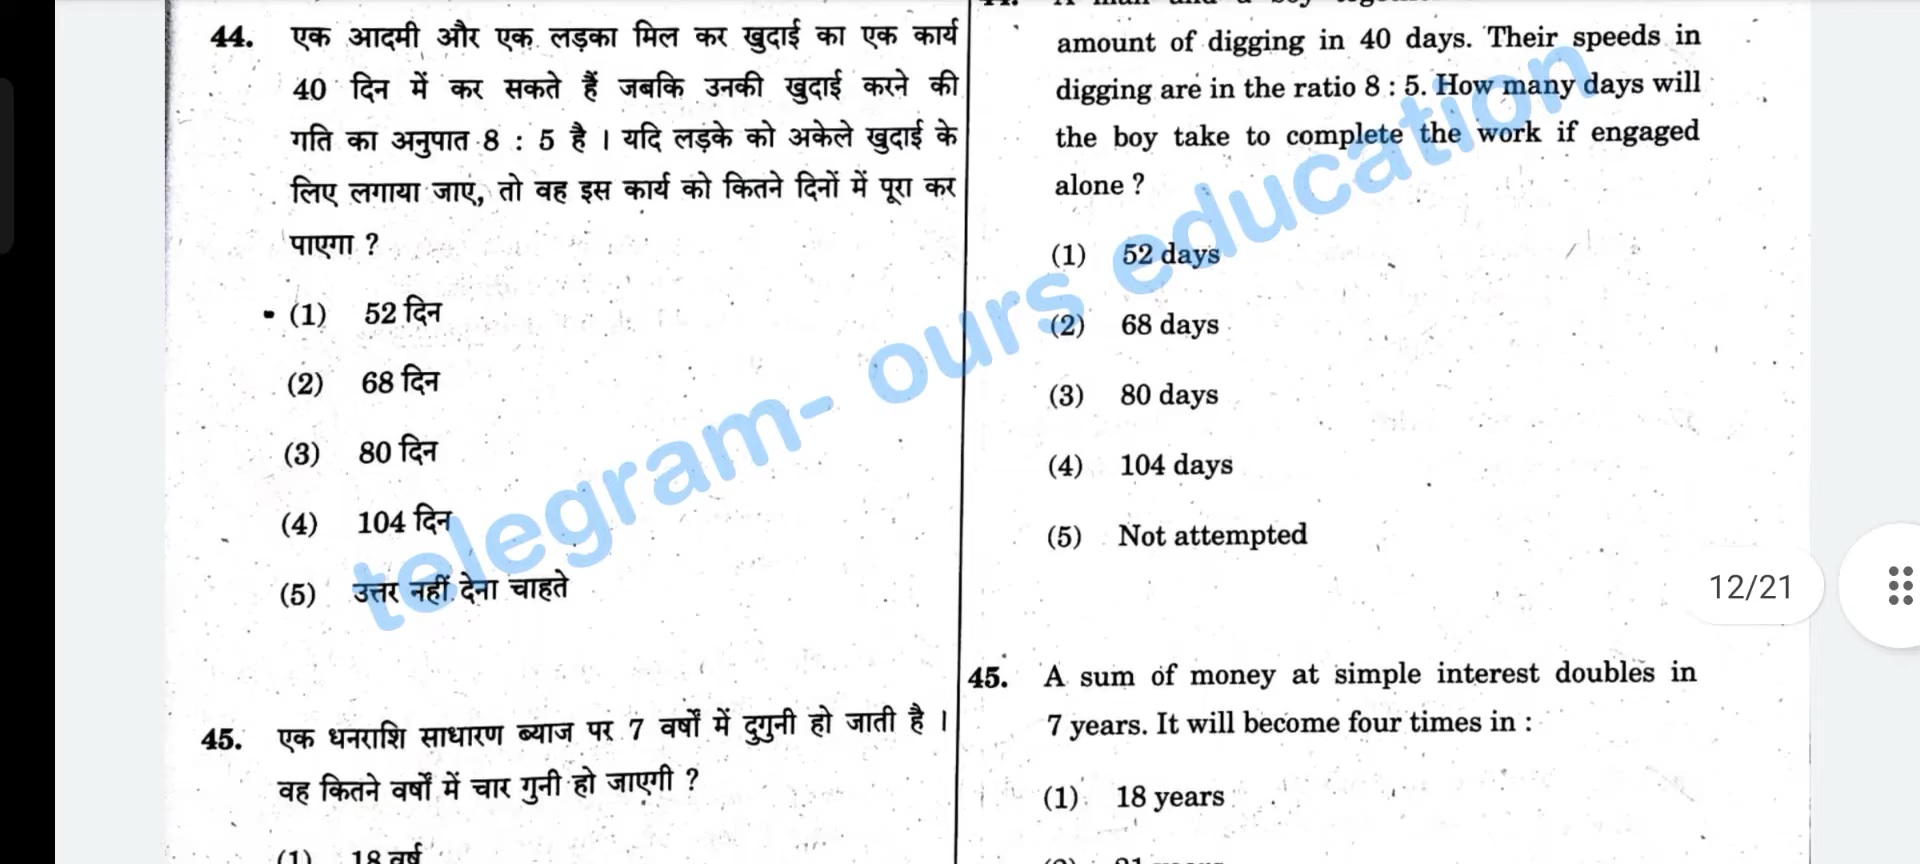 44. एक आदमी और एक लड़का मिल कर खुदाई का एक कार्य
40 दिन में कर सकते हैं जबकि उनकी खुदाई करने की
गति का अनुपात 8 : 5 है । यदि लड़के को अकेले खुदाई के
लिए लगाया जाए, तो वह इस कार्य को कितने दिनों में पूरा कर
पाएगा ?
(1) 52 दिन
(2) 68 दिन
(3) 80 दिन
(4) 104 दिन
(5) उत्तर नहीं देना चाहते
45. एक धनराशि साधारण ब्याज पर 7 वर्षों में दुगुनी हो जाती है ।
वह कितने वर्षों में चार गुनी हो जाएगी ?
(1) 18 वर्ष
amount of digging in 40 days. Their speeds in
digging are in the ratio 8 : 5. How many days will
the boy take to complete the work if engaged
alone ?
(1) 52 days
(2) 68 days
(3) 80 days
(4) 104 days
(5) Not attempted
45. A sum of money at simple interest doubles in
7 years. It will become four times in :
(1) 18 years
telegram- ours education
12/21